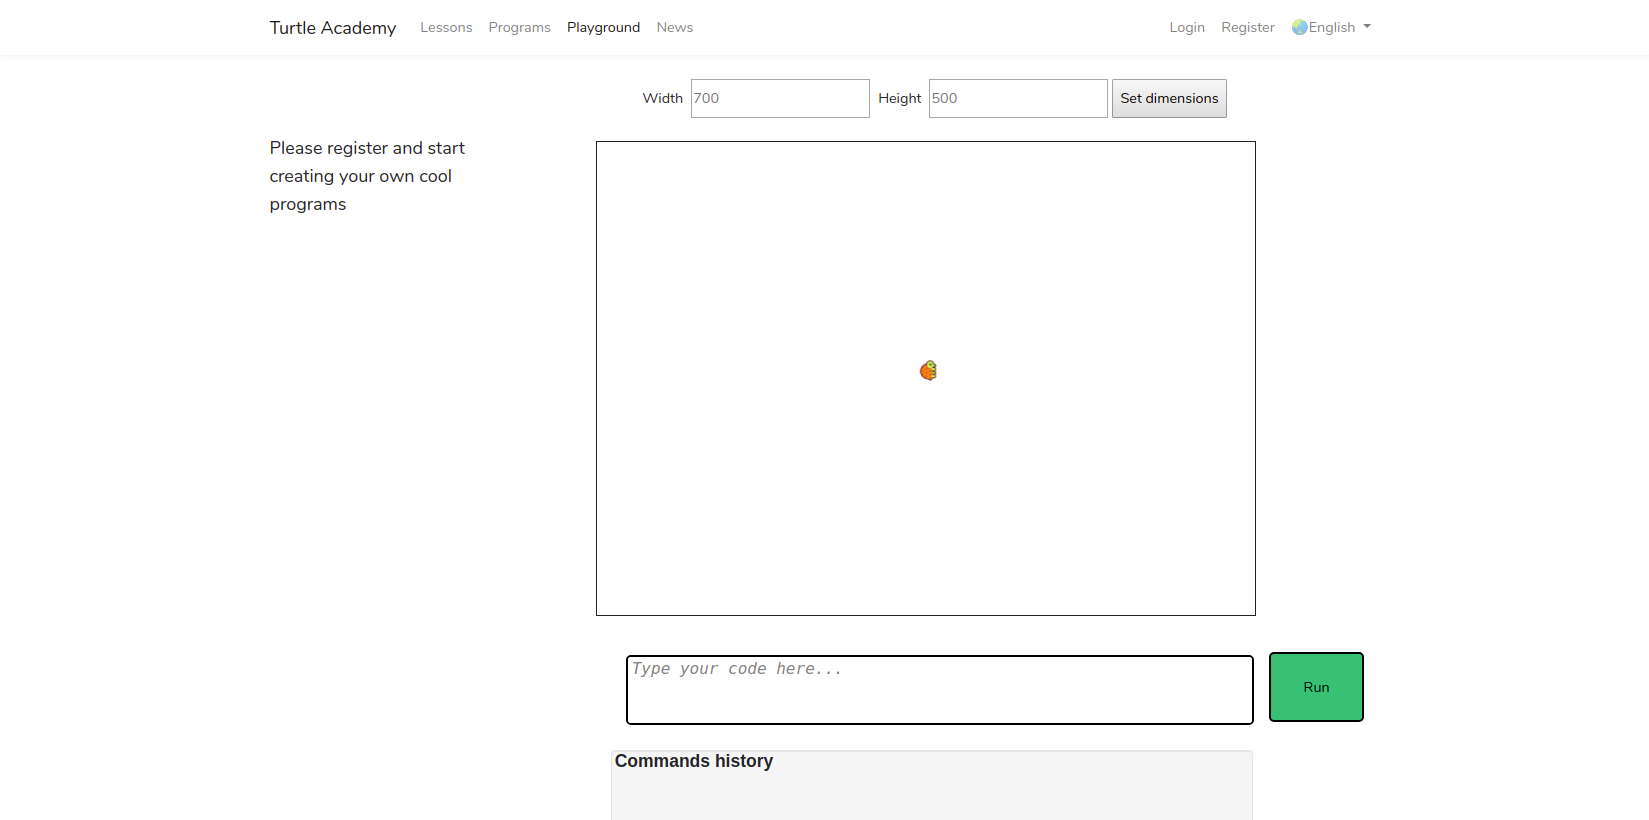 Turtle Academy Lessons Programs Playground News Login Register English
Width 700 Height 500 Set dimensions
Please register and start
creating your own cool
programs
Type your code here...
Run
Commands history